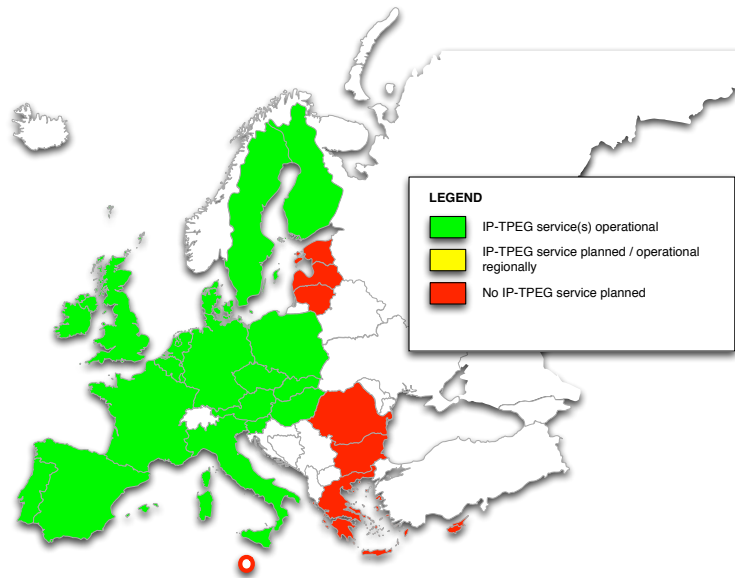 LEGEND
IP-TPEG service(s) operational
IP-TPEG service planned / operational
regionally
No IP-TPEG service planned